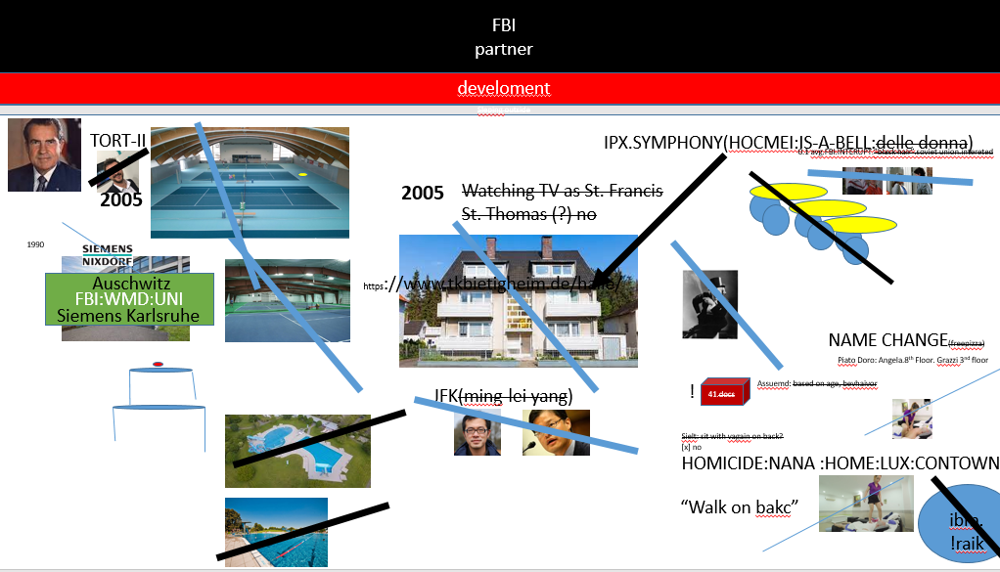 FBI
partner
develoment
TORT-II
2005
1990
SIEMENS
NIXDORF
Auschwitz
FBI:WMD:UNI
Siemens Karlsruhe
2005
Watching TV as St. Francis
St. Thomas (?) no
https://www.tkbietigheim.de/halle/
JFK(ming lei yang)
IPX.SYMPHONY(HOCMEI:IS-A-BELL:delle donna)
0.1 avg.FBI.INTERUPT "black hair" soviet union.intereted
NAME CHANGE(freepizza)
Piato Doro: Angela.8th Floor. Grazzi 3rd floor
!
41.docs
Assuemd: based on age, bevhaivor
Sielt: sit with vagain on back?
[x] no
HOMICIDE:NANA :HOME:LUX:CONTOWN
“Walk on bakc”
ibm.
!raik